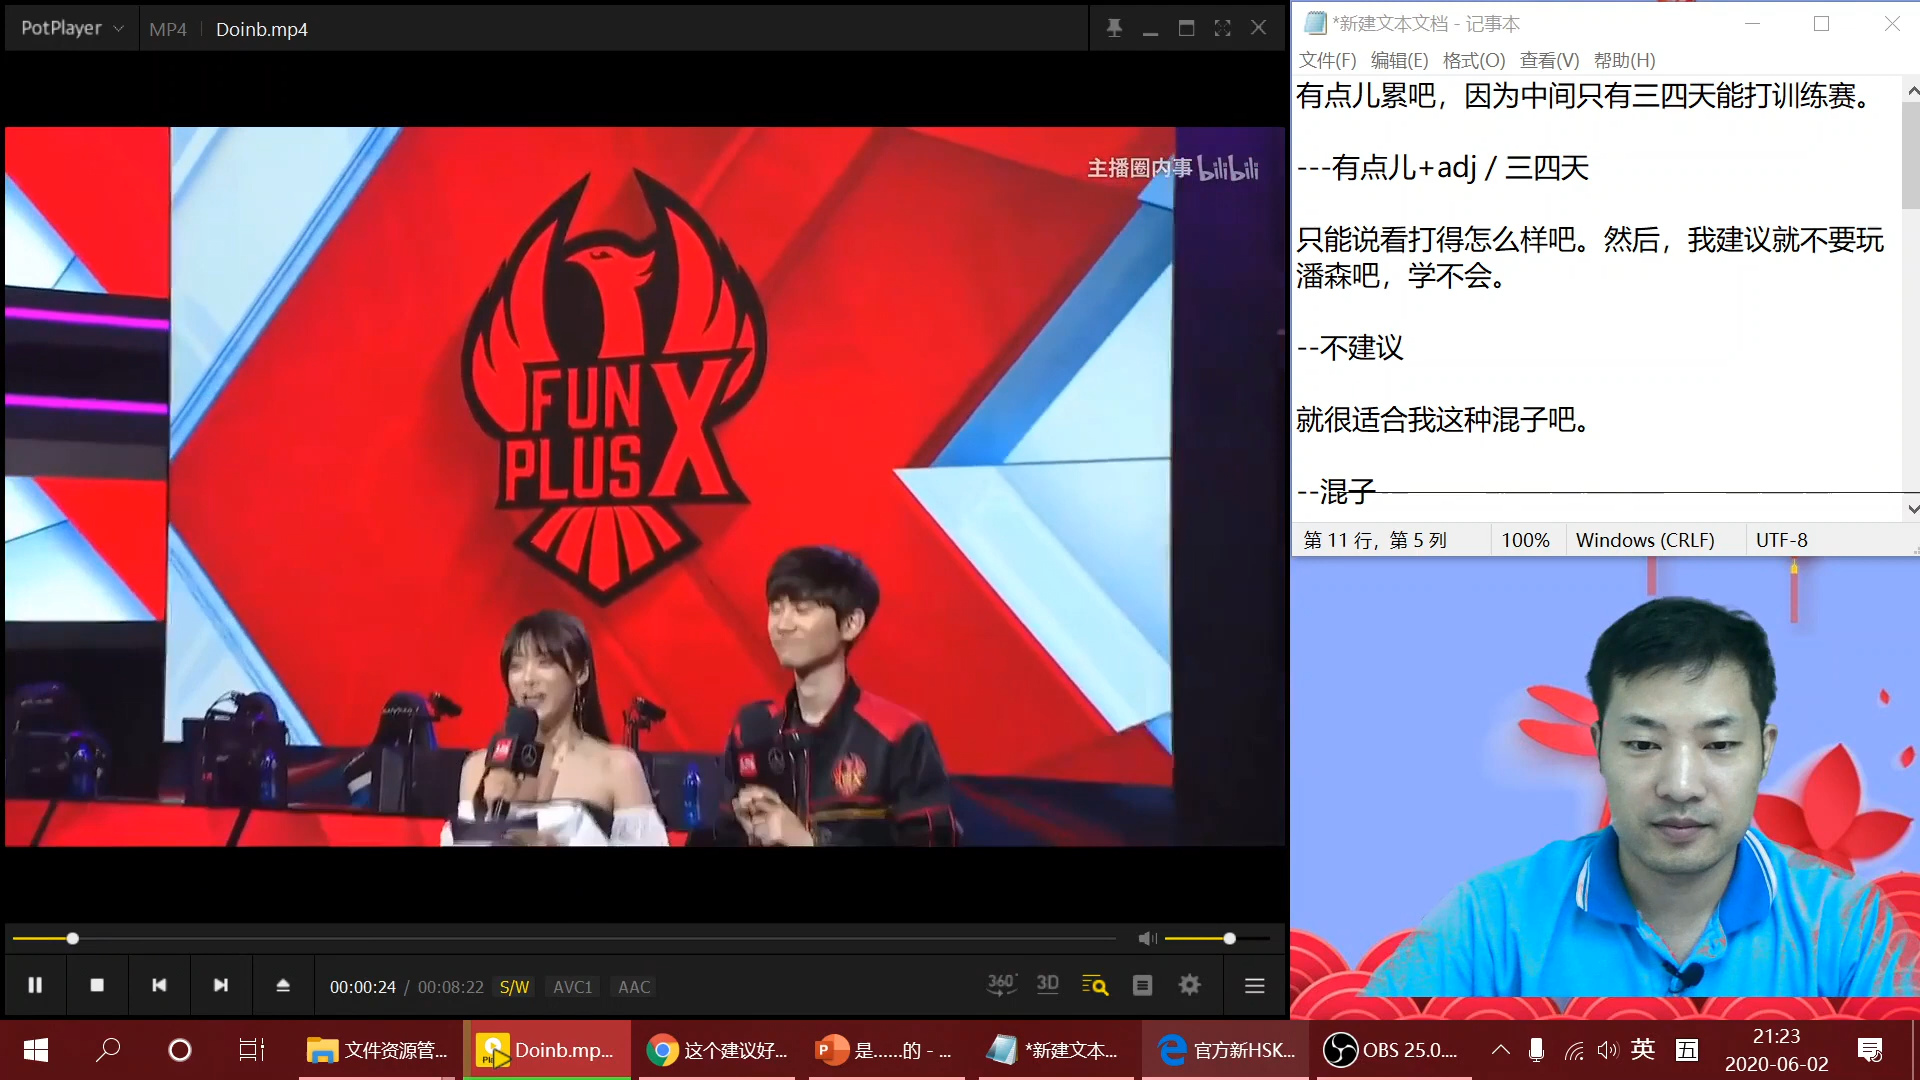 PotPlayer
MP4
Doinb.mp4
主播圈内事 bilibili
FUN
PLUS X
00:00:24 / 00:08:22 S/W AVC1 AAC
360° 3D
*新建文本文档 - 记事本
文件(F) 编辑(E) 格式(O) 查看(V) 帮助(H)
有点儿累吧，因为中间只有三四天能打训练赛。
---有点儿+adj / 三四天
只能说看打得怎么样吧。然后，我建议就不要玩
潘森吧，学不会。
--不建议
就很适合我这种混子吧。
--混子
第 11 行，第 5 列 100% Windows (CRLF) UTF-8
文件资源管...
Doinb.mp...
这个建议好...
是......的 - ...
*新建文本...
官方新HSK...
OBS 25.0....
英
五
21:23
2020-06-02